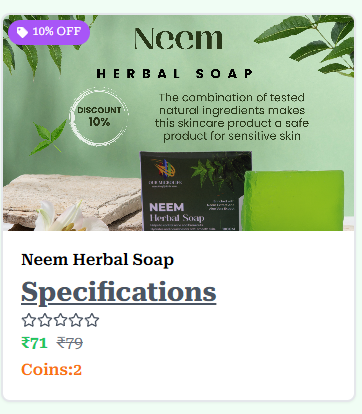 10% OFF
Neem
HERBAL SOAP
DISCOUNT
10%
The combination of tested
natural ingredients makes
this skincare product a safe
product for sensitive skin
NEEM
Herbal Soap
Neem Herbal Soap
Specifications
₹71 ₹79
Coins:2